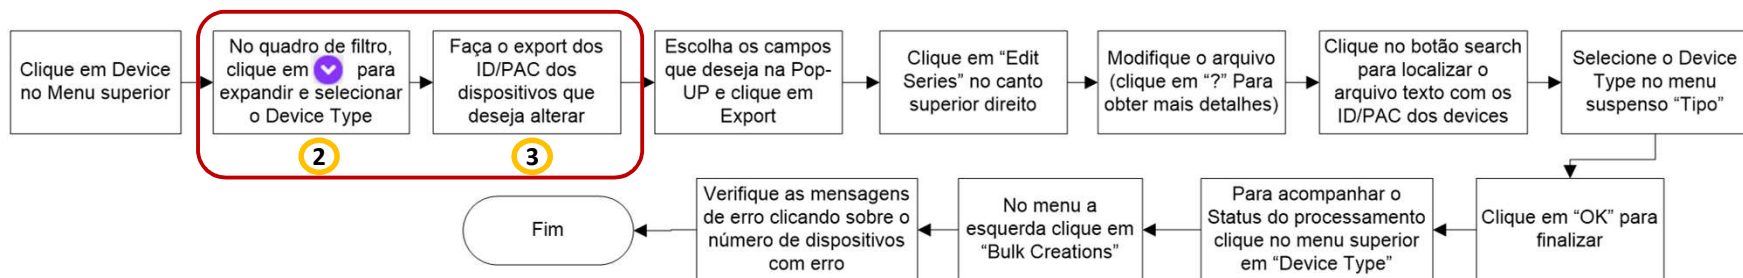 Clique em Device
no Menu superior
No quadro de filtro,
clique em para
expandir e selecionar
o Device Type
2
Faça o export dos
ID/PAC dos
dispositivos que
deseja alterar
3
Escolha os campos
que deseja na Pop-
UP e clique em
Export
Clique em “Edit
Series” no canto
superior direito
Modifique o arquivo
(clique em “?” Para
obter mais detalhes)
Clique no botão search
para localizar o
arquivo texto com os
ID/PAC dos devices
Selecione o Device
Type no menu
suspenso “Tipo”
Clique em “OK” para
finalizar
Para acompanhar o
Status do processamento
clique no menu superior
em “Device Type”
No menu a
esquerda clique em
“Bulk Creations”
Verifique as mensagens
de erro clicando sobre o
número de dispositivos
com erro
Fim